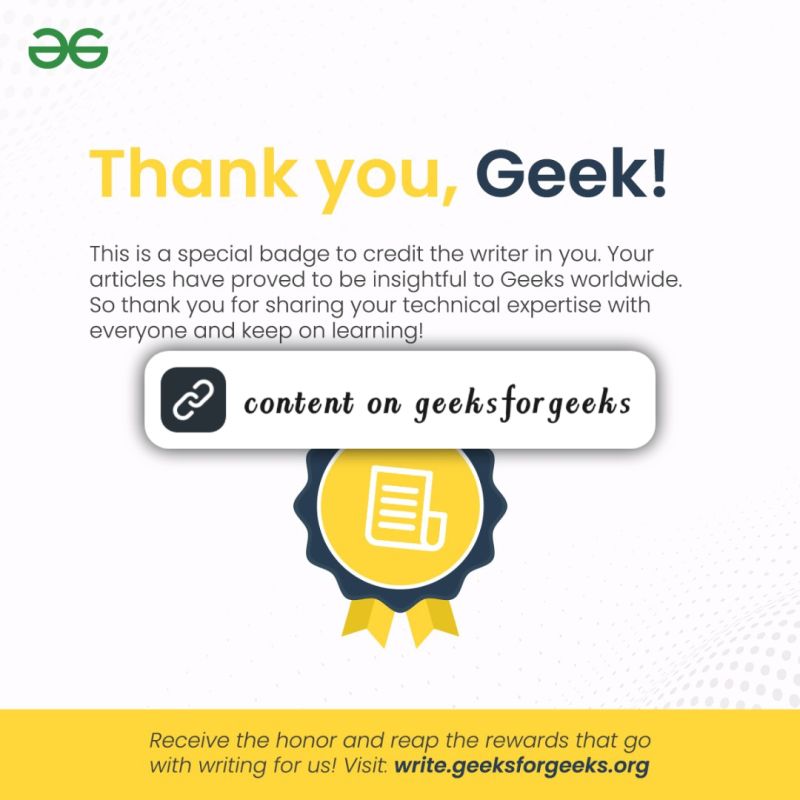 Thank you, Geek!
This is a special badge to credit the writer in you. Your
articles have proved to be insightful to Geeks worldwide.
So thank you for sharing your technical expertise with
everyone and keep on learning!
content on geeksforgeeks
Receive the honor and reap the rewards that go
with writing for us! Visit: write.geeksforgeeks.org